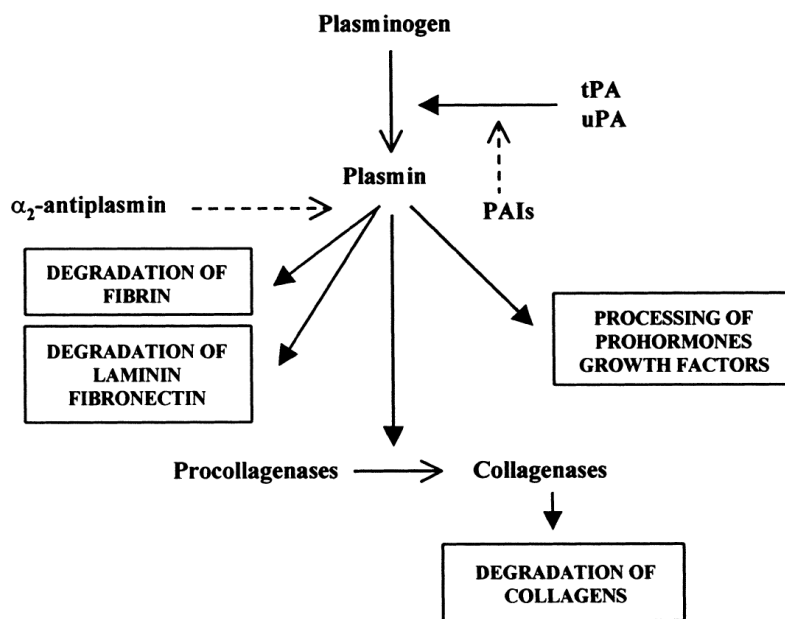 Plasminogen
tPA
uPA
Plasmin
α₂-antiplasmin
PAIs
DEGRADATION OF
FIBRIN
DEGRADATION OF
LAMININ
FIBRONECTIN
PROCESSING OF
PROHORMONES
GROWTH FACTORS
Procollagenases
Collagenases
DEGRADATION OF
COLLAGENS